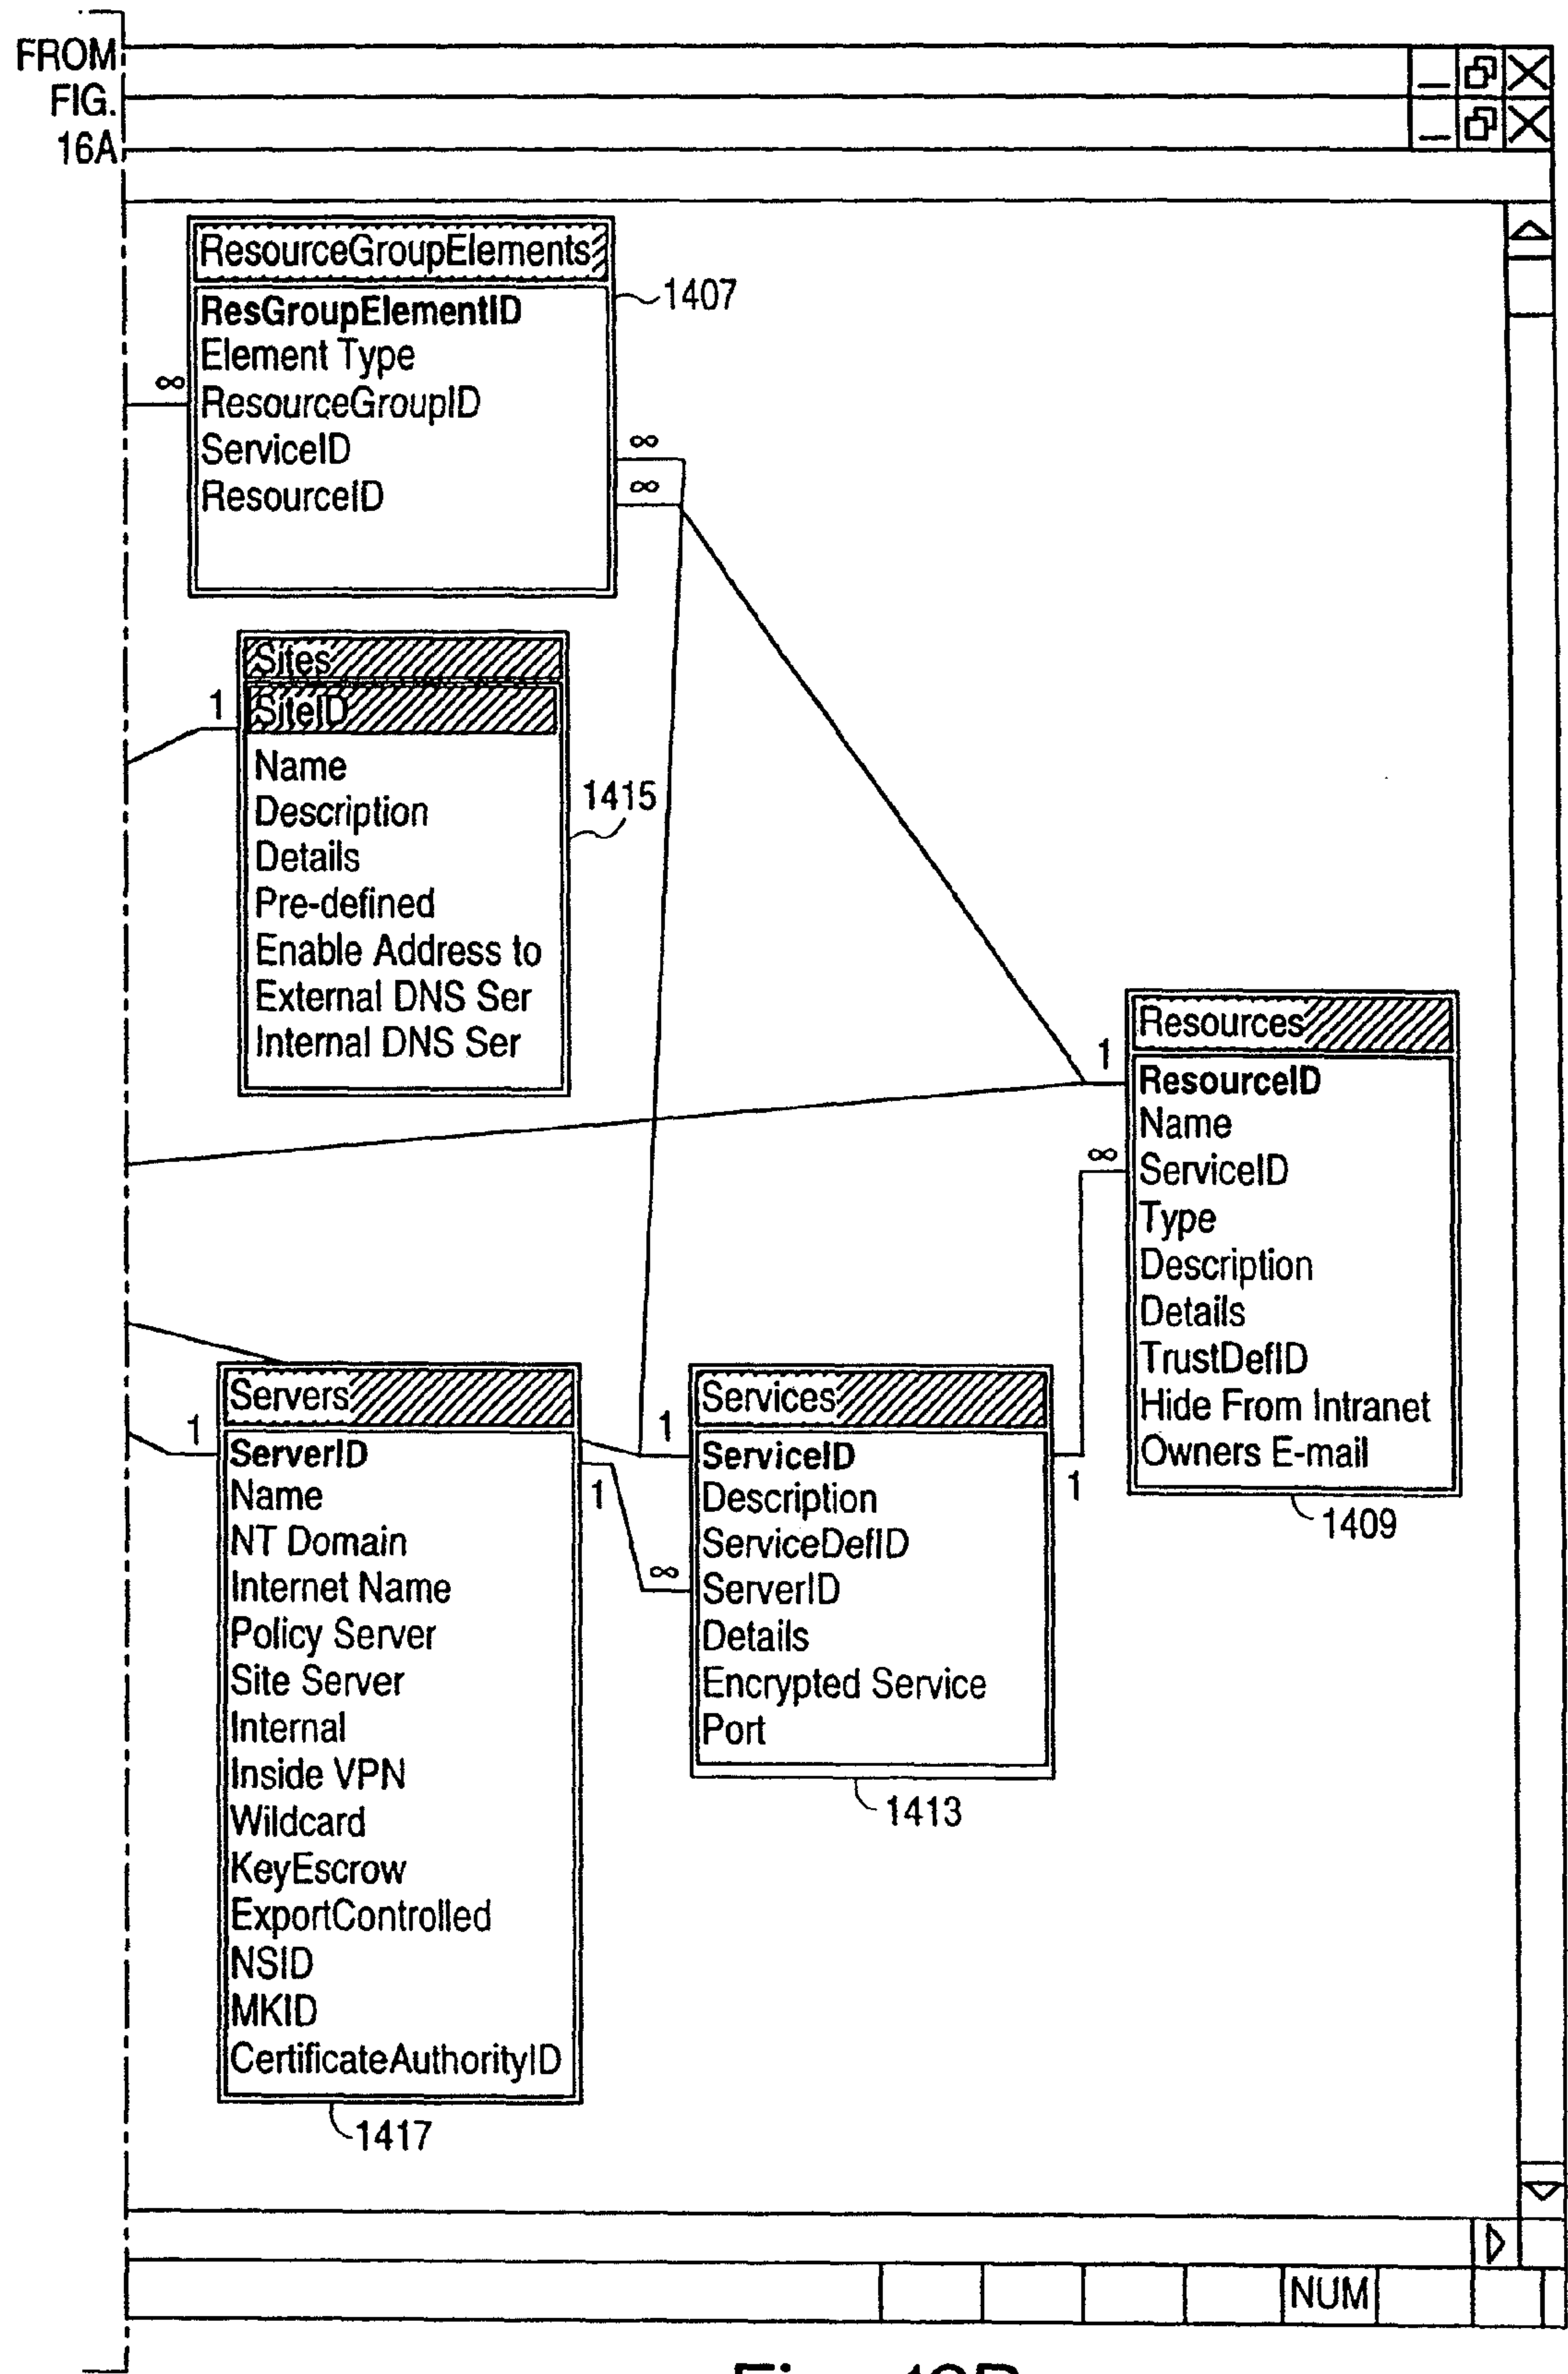 FROM
FIG.
16A
ResourceGroupElements
ResGroupElementID
Element Type
ResourceGroupID
ServiceID
ResourceID
∞
∞
∞
1407
Sites
SiteID
Name
Description
Details
Pre-defined
Enable Address to
External DNS Ser
Internal DNS Ser
1
1415
Resources
ResourceID
Name
ServiceID
Type
Description
Details
TrustDefID
Hide From Intranet
Owners E-mail
1
∞
1409
Servers
ServerID
Name
NT Domain
Internet Name
Policy Server
Site Server
Internal
Inside VPN
Wildcard
KeyEscrow
ExportControlled
NSID
MKID
CertificateAuthorityID
1
1
1417
Services
ServiceID
Description
ServiceDefID
ServerID
Details
Encrypted Service
Port
1
∞
1
1413
NUM